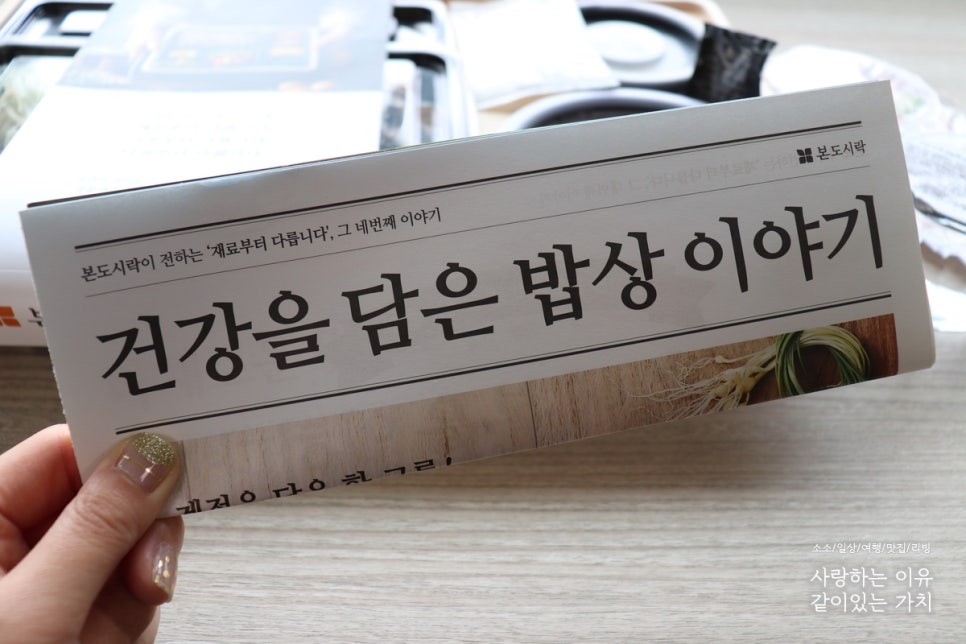 본도시락
본도시락이 전하는 '재료부터 다릅니다', 그 네번째 이야기
건강을 담은 밥상 이야기
소소/일상/여행/맛집/리빙
사랑하는 이유
같이있는 가치